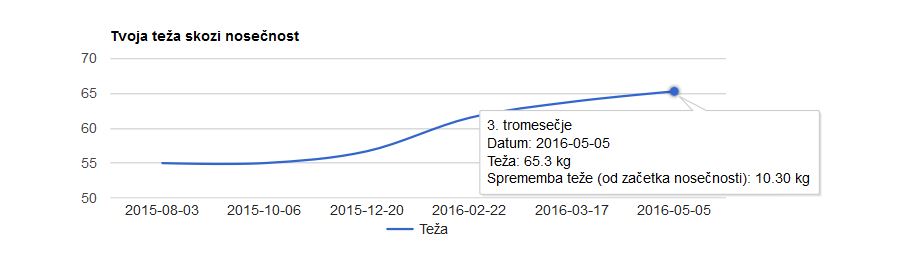 Tvoja teža skozi nosečnost
70
65
60
55
50
3. tromesečje
Datum: 2016-05-05
Teža: 65.3 kg
Sprememba teže (od začetka nosečnosti): 10.30 kg
2015-08-03 2015-10-06 2015-12-20 2016-02-22 2016-03-17 2016-05-05
Teža